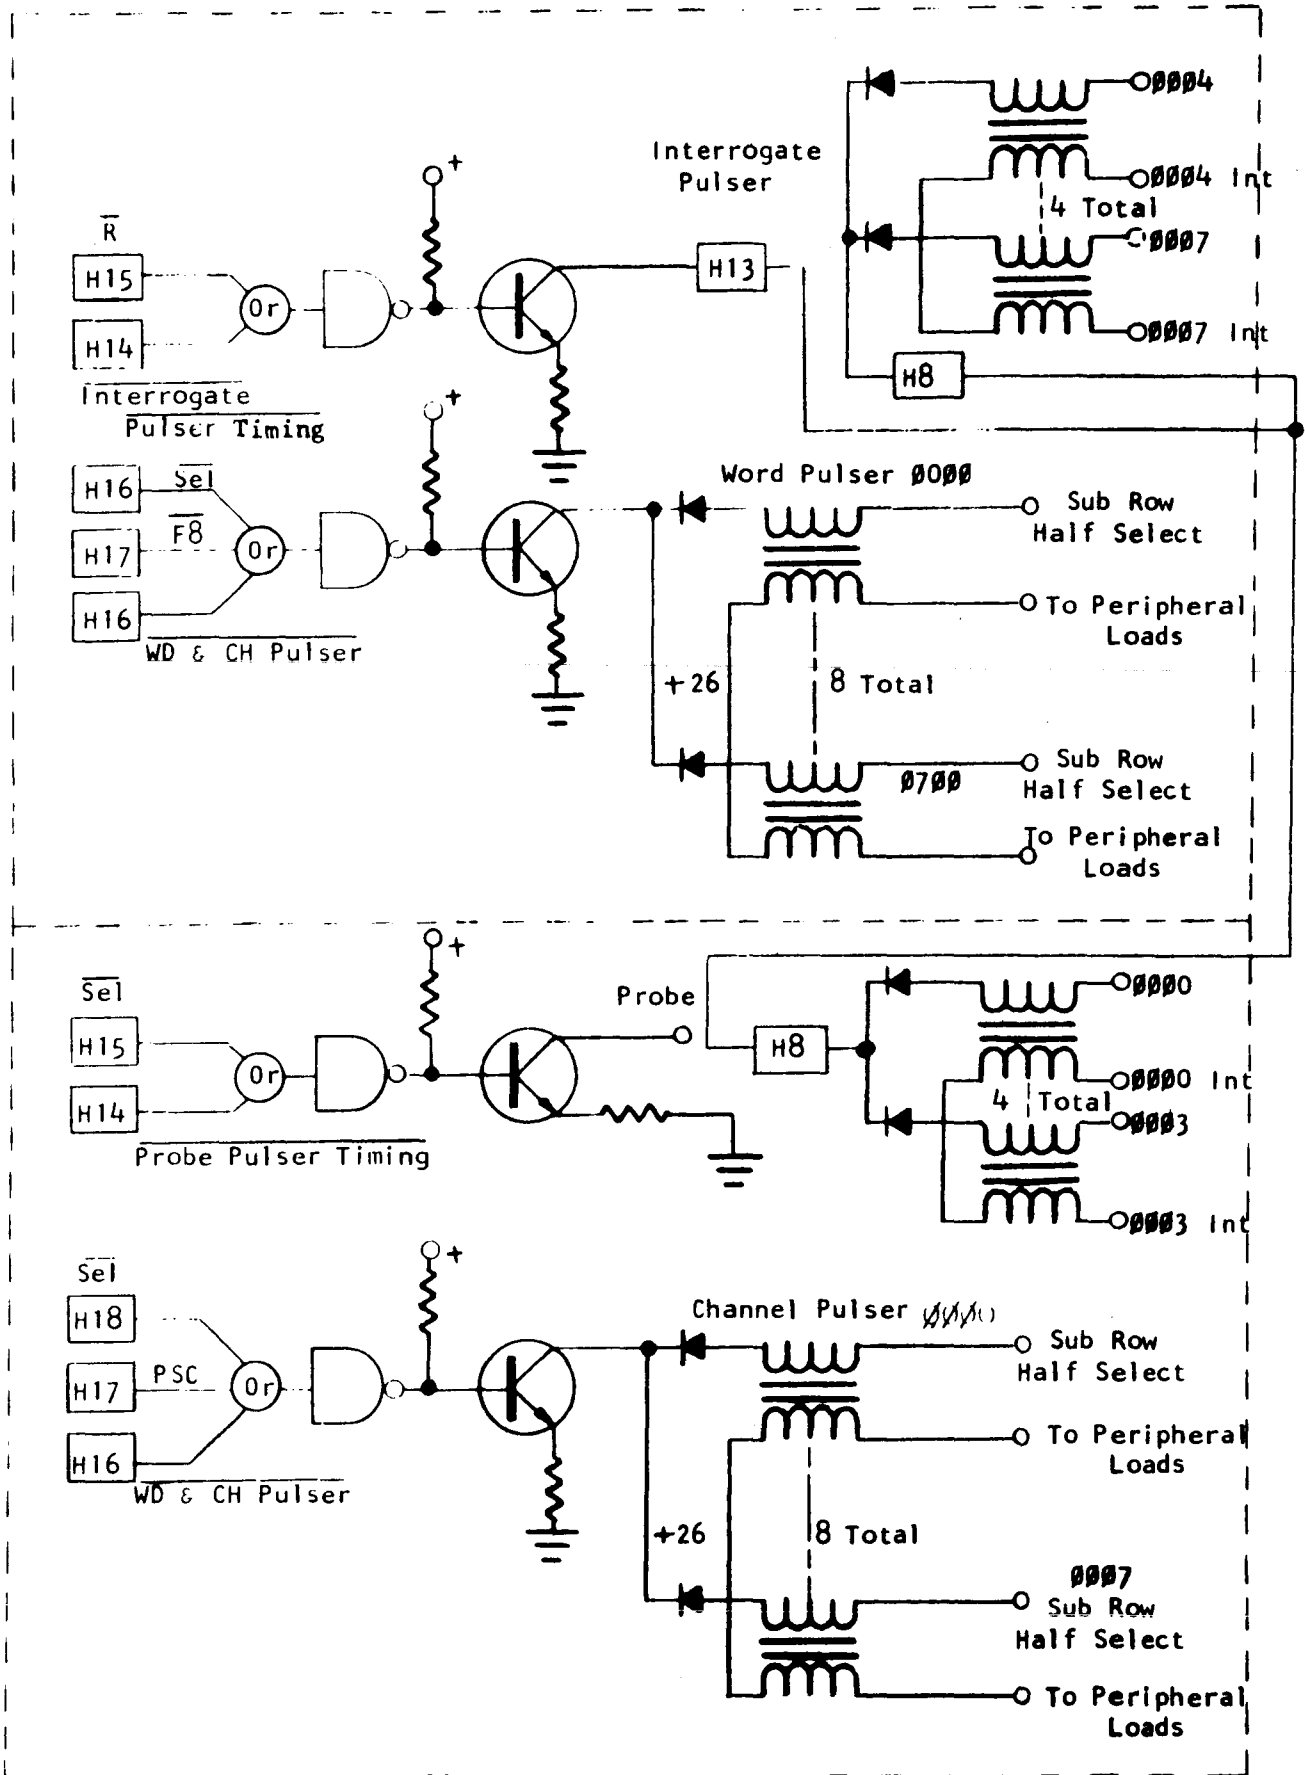 ØØØ4
+
Interrogate
Pulser
ØØØ4 Int
4 Total
R
ØØØ7
H15
H13
Or
H14
ØØØ7 Int
H8
Interrogate
Pulser Timing
+
Word Pulser ØOØØ
H16
Sel
Sub Row
Half Select
H17
F8
Or
H16
To Peripheral
Loads
WD & CH Pulser
+26
8 Total
Sub Row
Half Select
Ø7ØØ
To Peripheral
Loads
+
Sel
Probe
ØØØO
H15
H8
Or
ØØØO Int
H14
4 Total
ØØØ3
Probe Pulser Timing
ØØØ3 Int
+
Sel
Channel Pulser ØØØO
H18
Sub Row
Half Select
H17
PSC
Or
H16
To Peripheral
Loads
WD & CH Pulser
+26
8 Total
ØØØ7
Sub Row
Half Select
To Peripheral
Loads